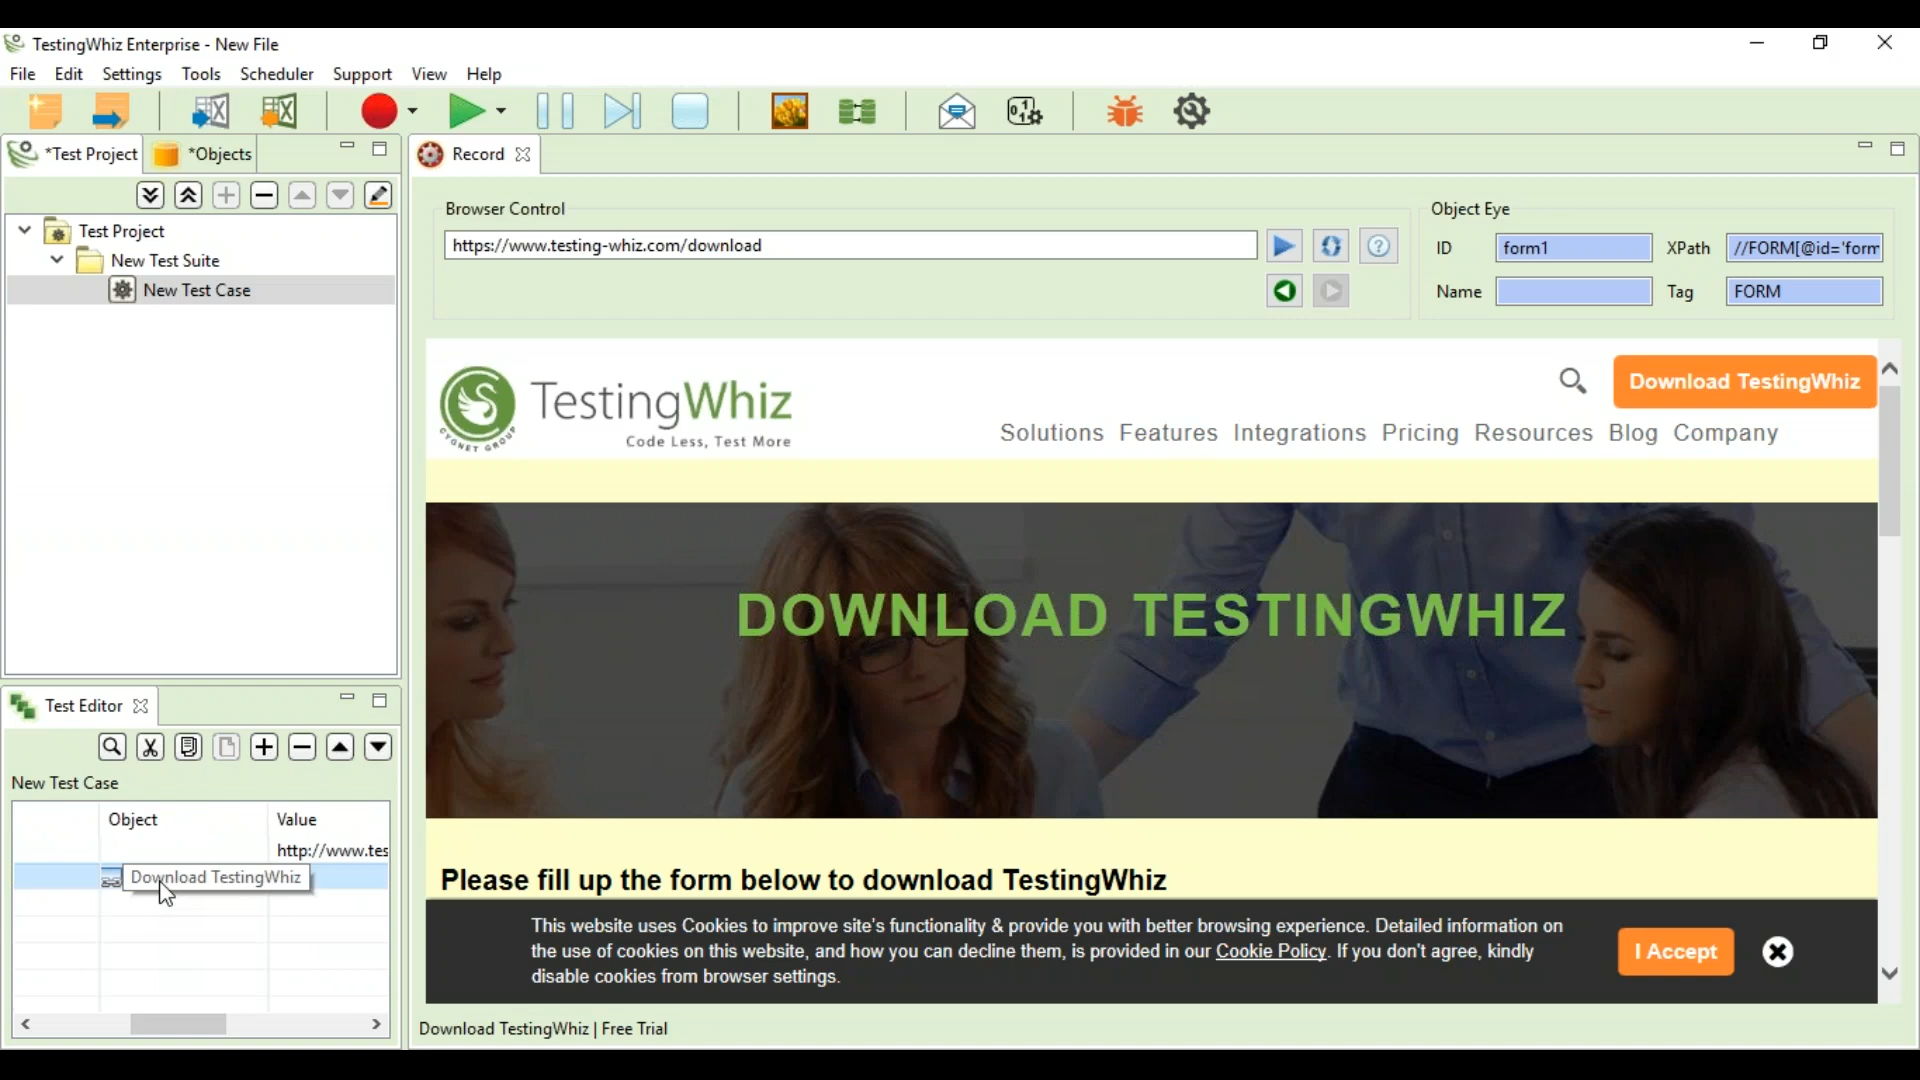 TestingWhiz Enterprise - New File
File Edit Settings Tools Scheduler Support View Help
*Test Project *Objects
Record
Test Project
New Test Suite
New Test Case
Browser Control
https://www.testing-whiz.com/download
Object Eye
ID form1 XPath //FORM[@id='form
Name Tag FORM
TestingWhiz
Code Less, Test More
CYGNET GROUP
Download TestingWhiz
Solutions Features Integrations Pricing Resources Blog Company
DOWNLOAD TESTINGWHIZ
Please fill up the form below to download TestingWhiz
This website uses Cookies to improve site's functionality & provide you with better browsing experience. Detailed information on
the use of cookies on this website, and how you can decline them, is provided in our Cookie Policy. If you don't agree, kindly
disable cookies from browser settings.
I Accept
Download TestingWhiz | Free Trial
Test Editor
New Test Case
Object Value
http://www.tes
Download TestingWhiz